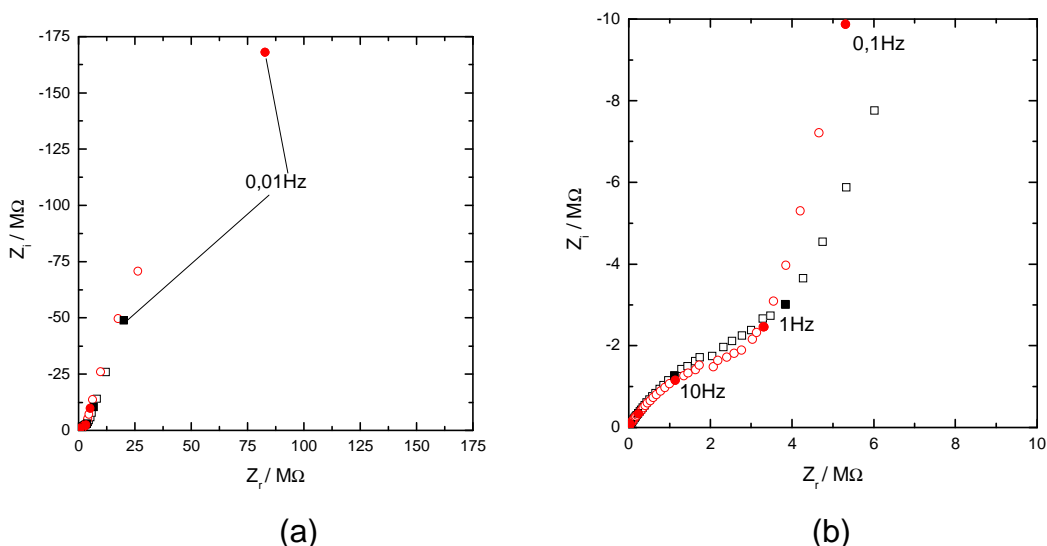 -175
-150
-125
-100
-75
-50
-25
0
Z_i / MΩ
0,01Hz
0 25 50 75 100 125 150 175
Z_r / MΩ
(a)
-10
-8
-6
-4
-2
0
Z_i / MΩ
0,1Hz
1Hz
10Hz
0 2 4 6 8 10
Z_r / MΩ
(b)